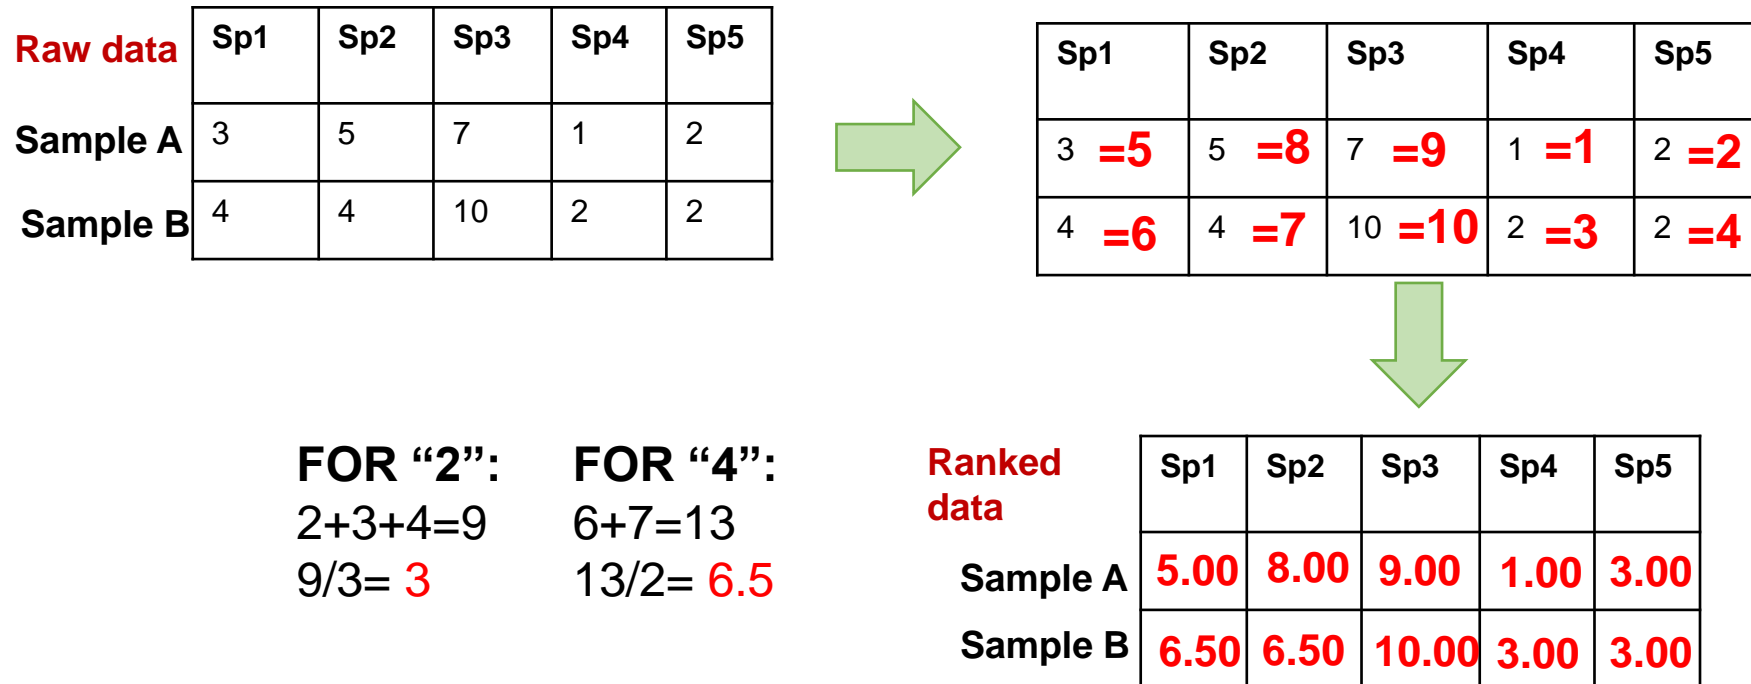 Raw data Sp1 Sp2 Sp3 Sp4 Sp5
Sample A 3 5 7 1 2
Sample B 4 4 10 2 2
Sp1 Sp2 Sp3 Sp4 Sp5
3 =5 5 =8 7 =9 1 =1 2 =2
4 =6 4 =7 10 =10 2 =3 2 =4
FOR “2”:
2+3+4=9
9/3= 3
FOR “4”:
6+7=13
13/2= 6.5
Ranked
data
Sp1 Sp2 Sp3 Sp4 Sp5
Sample A 5.00 8.00 9.00 1.00 3.00
Sample B 6.50 6.50 10.00 3.00 3.00